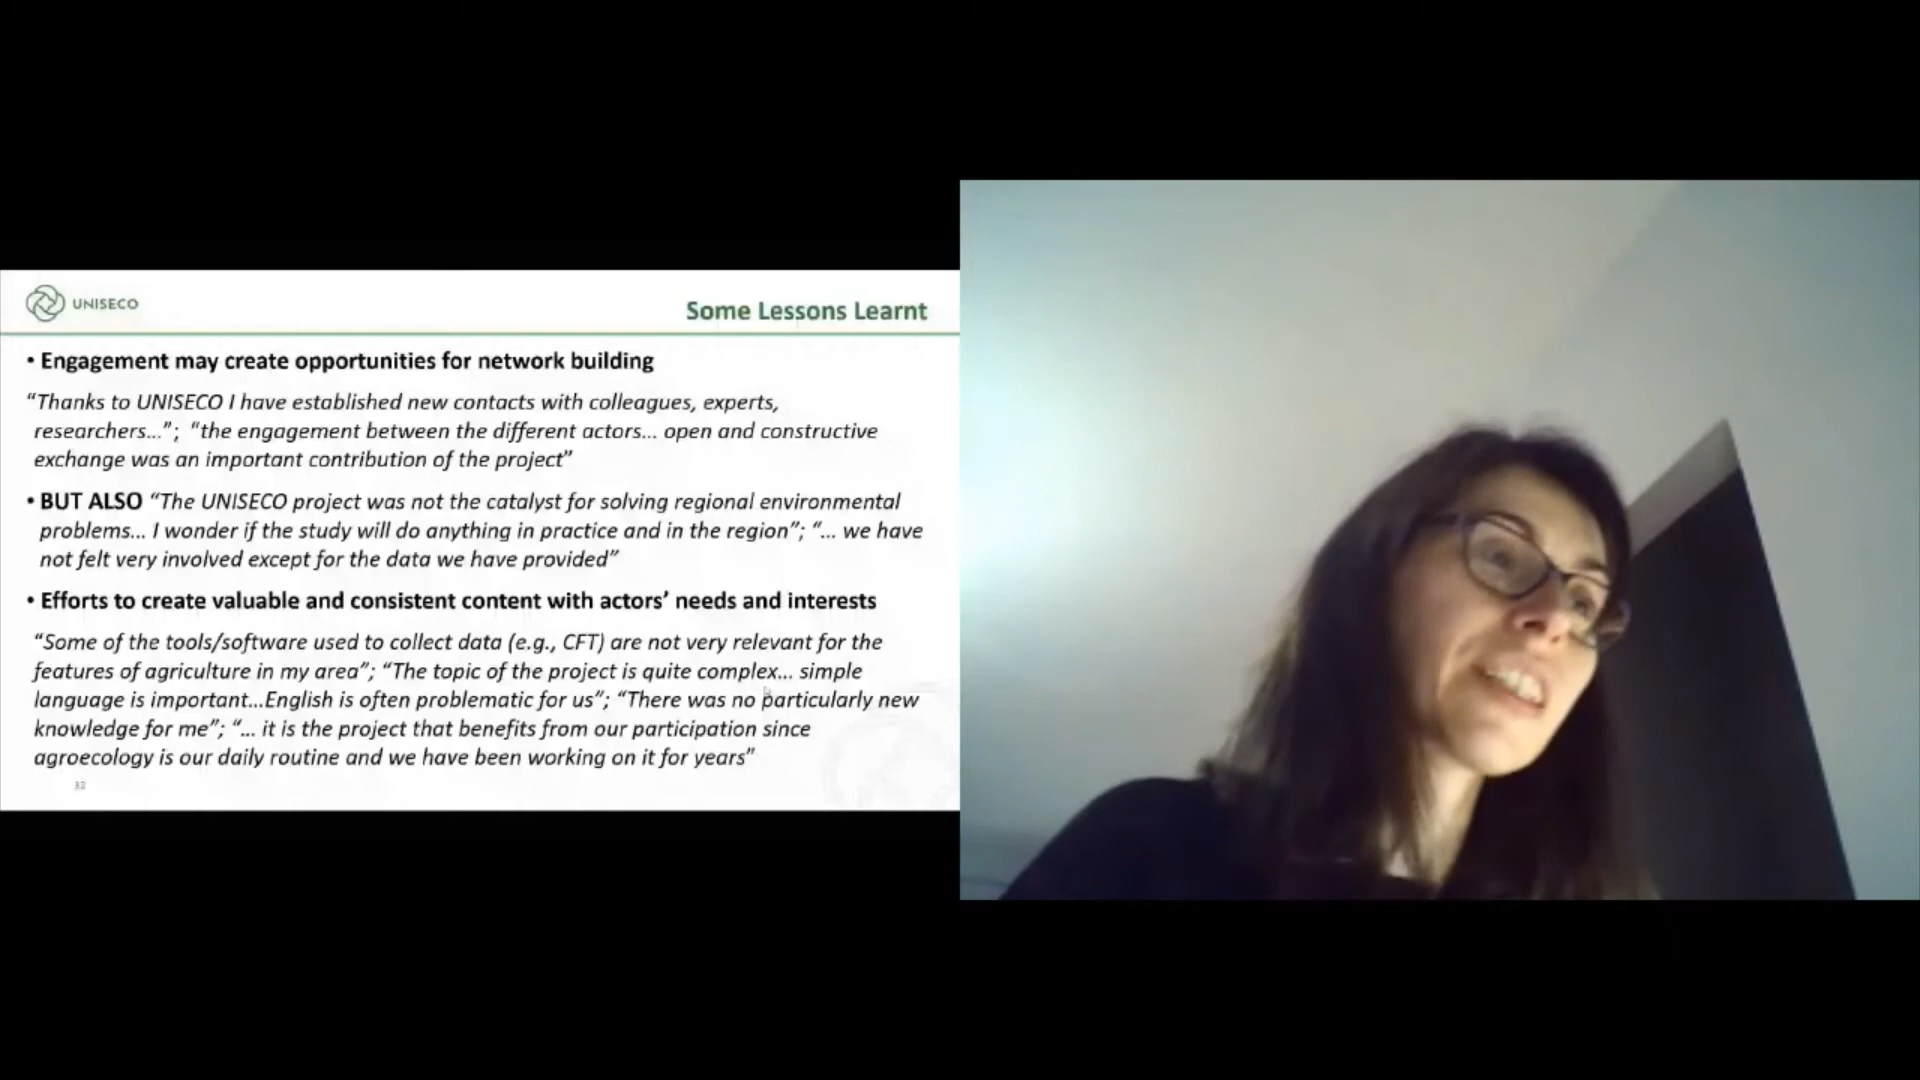 UNISECO
Some Lessons Learnt
• Engagement may create opportunities for network building
“Thanks to UNISECO I have established new contacts with colleagues, experts,
researchers...”; “the engagement between the different actors... open and constructive
exchange was an important contribution of the project”
• BUT ALSO “The UNISECO project was not the catalyst for solving regional environmental
problems... I wonder if the study will do anything in practice and in the region”; “... we have
not felt very involved except for the data we have provided”
• Efforts to create valuable and consistent content with actors’ needs and interests
“Some of the tools/software used to collect data (e.g., CFT) are not very relevant for the
features of agriculture in my area”; “The topic of the project is quite complex... simple
language is important...English is often problematic for us”; “There was no particularly new
knowledge for me”; “... it is the project that benefits from our participation since
agroecology is our daily routine and we have been working on it for years”
32